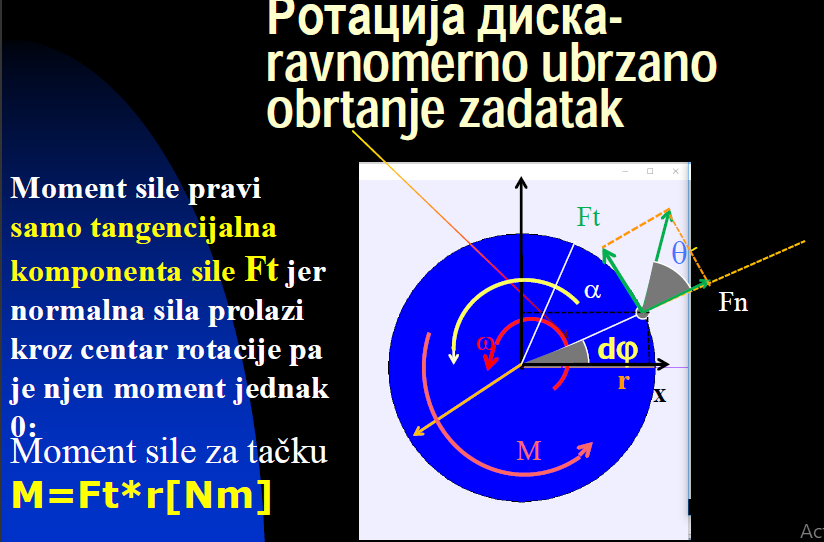 Ротација диска-
ravnomerno ubrzano
obrtanje zadatak
Moment sile pravi
samo tangencijalna
komponenta sile Ft jer
normalna sila prolazi
kroz centar rotacije pa
je njen moment jednak
0:
Moment sile za tačku
M=Ft*r[Nm]
Ft
θ
Fn
α
ω
dφ
r
x
M